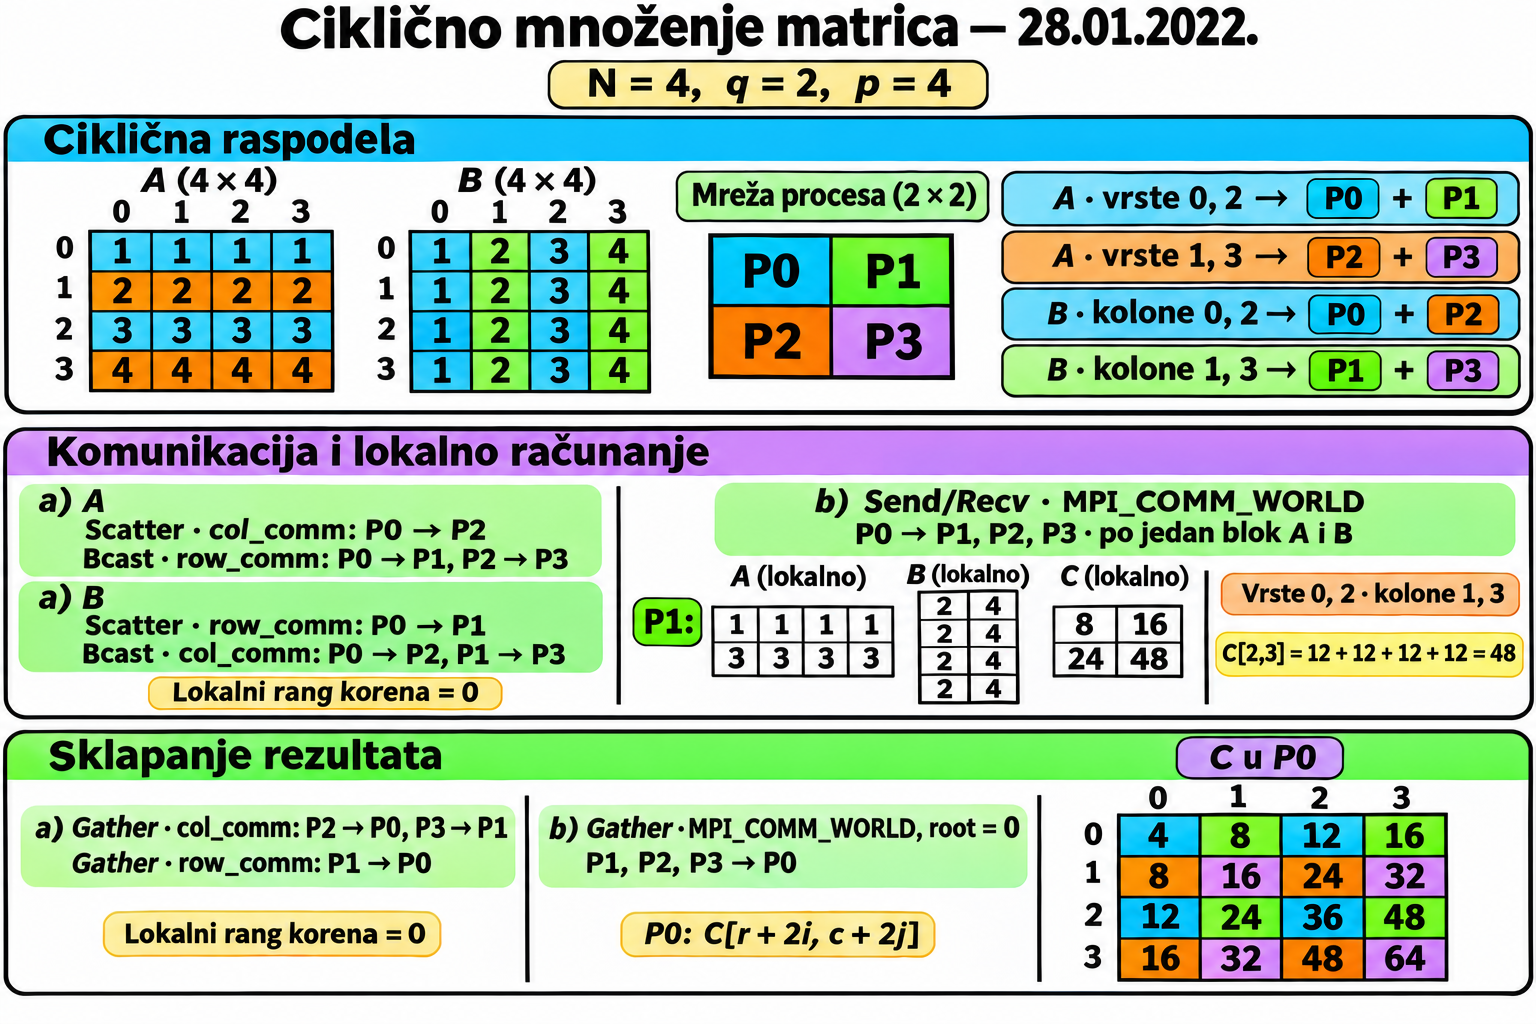 Ciklično množenje matrica – 28.01.2022.
N = 4, q = 2, p = 4
Ciklična raspodela
A (4 × 4)
0 1 2 3
0 1 1 1 1
1 2 2 2 2
2 3 3 3 3
3 4 4 4 4
B (4 × 4)
0 1 2 3
0 1 2 3 4
1 1 2 3 4
2 1 2 3 4
3 1 2 3 4
Mreža procesa (2 × 2)
P0 P1
P2 P3
A · vrste 0, 2 → P0 + P1
A · vrste 1, 3 → P2 + P3
B · kolone 0, 2 → P0 + P2
B · kolone 1, 3 → P1 + P3
Komunikacija i lokalno računanje
a) A
Scatter · col_comm: P0 → P2
Bcast · row_comm: P0 → P1, P2 → P3
a) B
Scatter · row_comm: P0 → P1
Bcast · col_comm: P0 → P2, P1 → P3
Lokalni rang korena = 0
b) Send/Recv · MPI_COMM_WORLD
P0 → P1, P2, P3 · po jedan blok A i B
P1:
A (lokalno)
1 1 1 1
3 3 3 3
B (lokalno)
2 4
2 4
2 4
2 4
C (lokalno)
8 16
24 48
Vrste 0, 2 · kolone 1, 3
C[2,3] = 12 + 12 + 12 + 12 = 48
Sklapanje rezultata
a) Gather · col_comm: P2 → P0, P3 → P1
Gather · row_comm: P1 → P0
Lokalni rang korena = 0
b) Gather · MPI_COMM_WORLD, root = 0
P1, P2, P3 → P0
P0: C[r + 2i, c + 2j]
C u P0
0 1 2 3
0 4 8 12 16
1 8 16 24 32
2 12 24 36 48
3 16 32 48 64